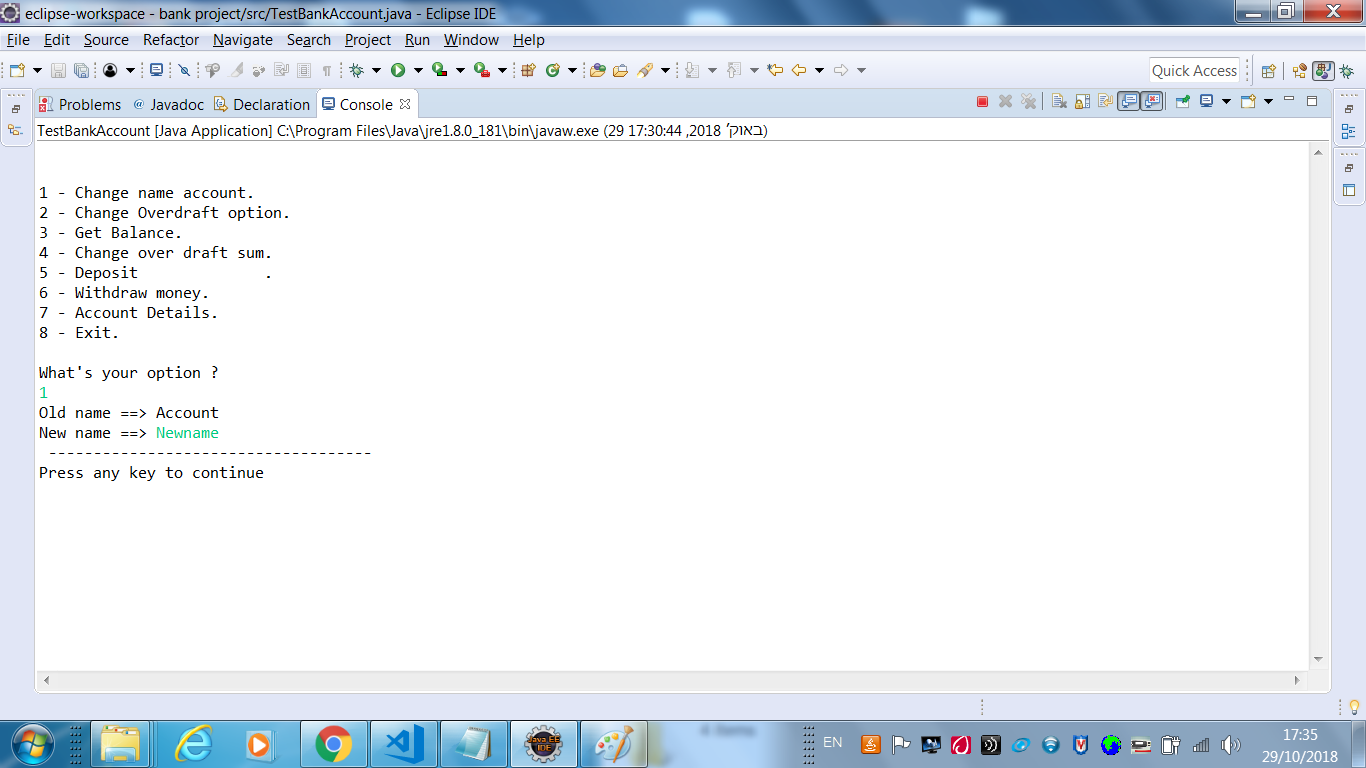 eclipse-workspace - bank project/src/TestBankAccount.java - Eclipse IDE
File Edit Source Refactor Navigate Search Project Run Window Help
Quick Access
Problems @ Javadoc Declaration Console
TestBankAccount [Java Application] C:\Program Files\Java\jre1.8.0_181\bin\javaw.exe (29 באוק׳ 2018, 17:30:44)
1 - Change name account.
2 - Change Overdraft option.
3 - Get Balance.
4 - Change over draft sum.
5 - Deposit              .
6 - Withdraw money.
7 - Account Details.
8 - Exit.
What's your option ?
1
Old name ==> Account
New name ==> Newname
------------------------------------
Press any key to continue
EN
17:35
29/10/2018